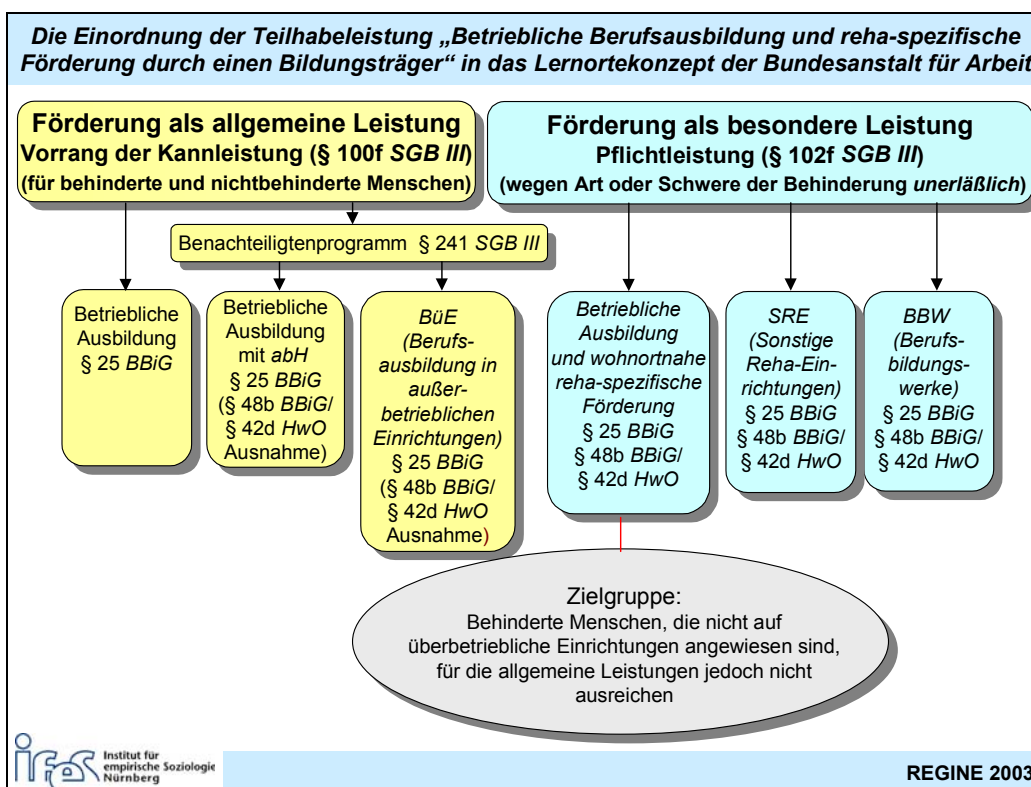 Die Einordnung der Teilhabeleistung „Betriebliche Berufsausbildung und reha-spezifische
Förderung durch einen Bildungsträger“ in das Lernortekonzept der Bundesanstalt für Arbeit
Förderung als allgemeine Leistung
Vorrang der Kannleistung (§ 100f SGB III)
(für behinderte und nichtbehinderte Menschen)
Förderung als besondere Leistung
Pflichtleistung (§ 102f SGB III)
(wegen Art oder Schwere der Behinderung unerläßlich)
Benachteiligtenprogramm § 241 SGB III
Betriebliche
Ausbildung
§ 25 BBiG
Betriebliche
Ausbildung
mit abH
§ 25 BBiG
(§ 48b BBiG/
§ 42d HwO
Ausnahme)
BüE
(Berufs-
ausbildung in
außer-
betrieblichen
Einrichtungen)
§ 25 BBiG
(§ 48b BBiG/
§ 42d HwO
Ausnahme)
Betriebliche
Ausbildung
und wohnortnahe
reha-spezifische
Förderung
§ 25 BBiG
§ 48b BBiG/
§ 42d HwO
SRE
(Sonstige
Reha-Ein-
richtungen)
§ 25 BBiG
§ 48b BBiG/
§ 42d HwO
BBW
(Berufs-
bildungs-
werke)
§ 25 BBiG
§ 48b BBiG/
§ 42d HwO
Zielgruppe:
Behinderte Menschen, die nicht auf
überbetriebliche Einrichtungen angewiesen sind,
für die allgemeine Leistungen jedoch nicht
ausreichen
ifes
Institut für
empirische Soziologie
Nürnberg
REGINE 2003